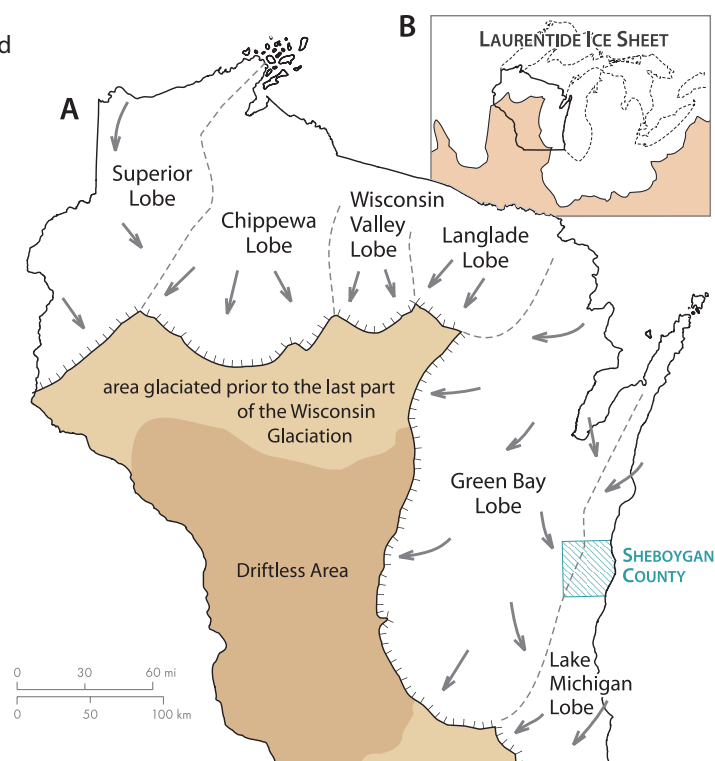 d
A
B
LAURENTIDE ICE SHEET
Superior
Lobe
Chippewa
Lobe
Wisconsin
Valley
Lobe
Langlade
Lobe
area glaciated prior to the last part
of the Wisconsin
Glaciation
Green Bay
Lobe
Driftless Area
SHEBOYGAN
COUNTY
Lake
Michigan
Lobe
0 30 60 mi
0 50 100 km